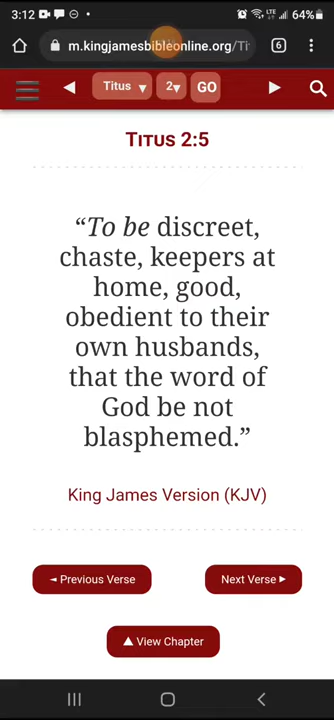 3:12 LTE 64%
m.kingjamesbibleonline.org/Ti 6
Titus 2 GO
TITUS 2:5
“To be discreet,
chaste, keepers at
home, good,
obedient to their
own husbands,
that the word of
God be not
blasphemed.”
King James Version (KJV)
◄ Previous Verse Next Verse ►
▲ View Chapter